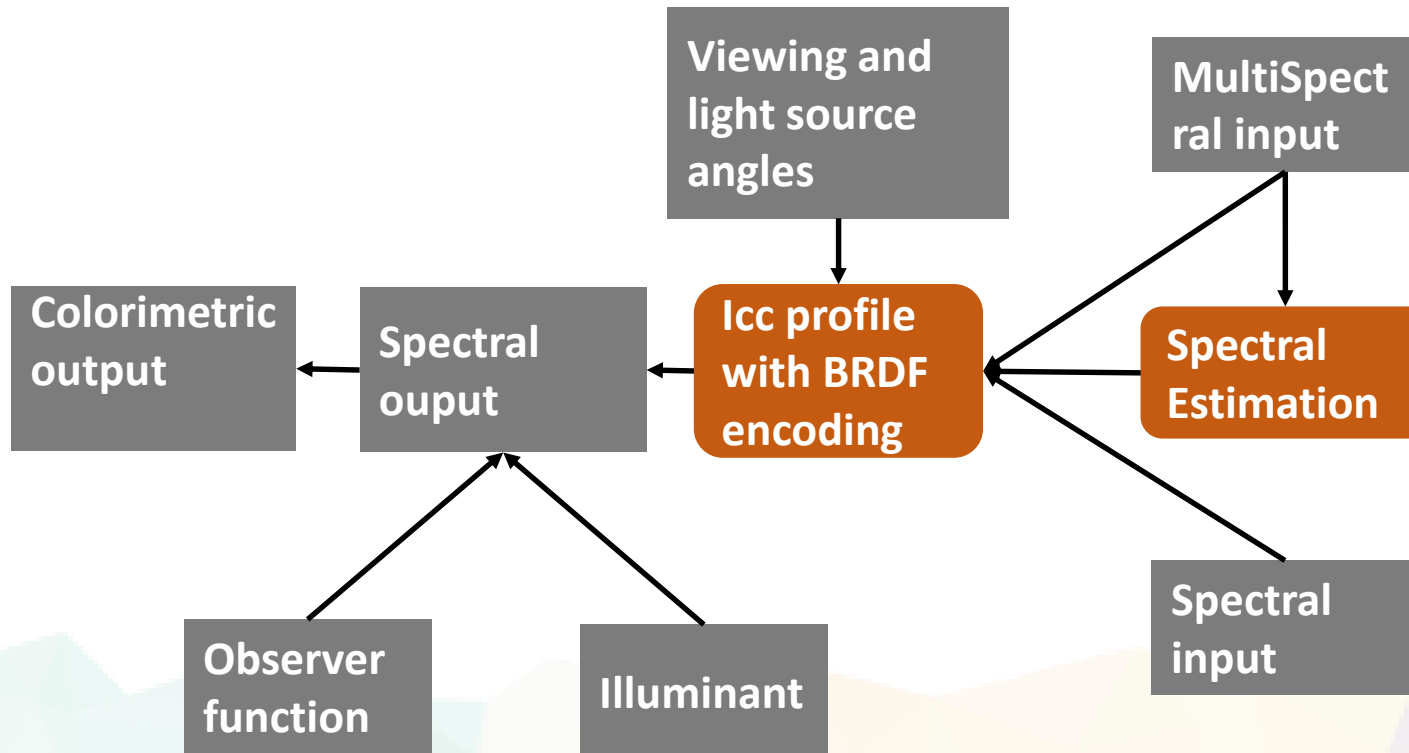 Viewing and
light source
angles
MultiSpect
ral input
Colorimetric
output
Spectral
ouput
Icc profile
with BRDF
encoding
Spectral
Estimation
Observer
function
Illuminant
Spectral
input